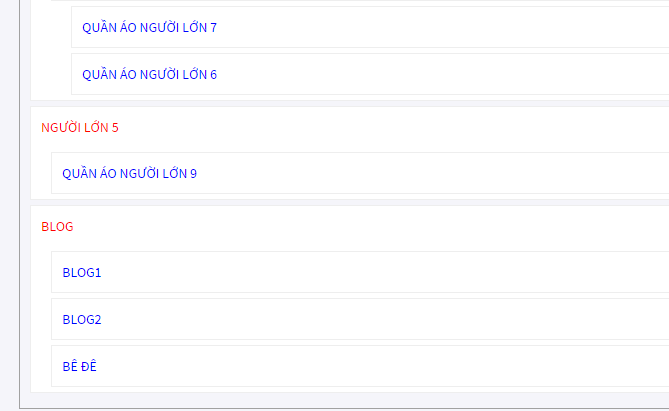 QUẦN ÁO NGƯỜI LỚN 7
QUẦN ÁO NGƯỜI LỚN 6
NGƯỜI LỚN 5
QUẦN ÁO NGƯỜI LỚN 9
BLOG
BLOG1
BLOG2
BÊ ĐÊ